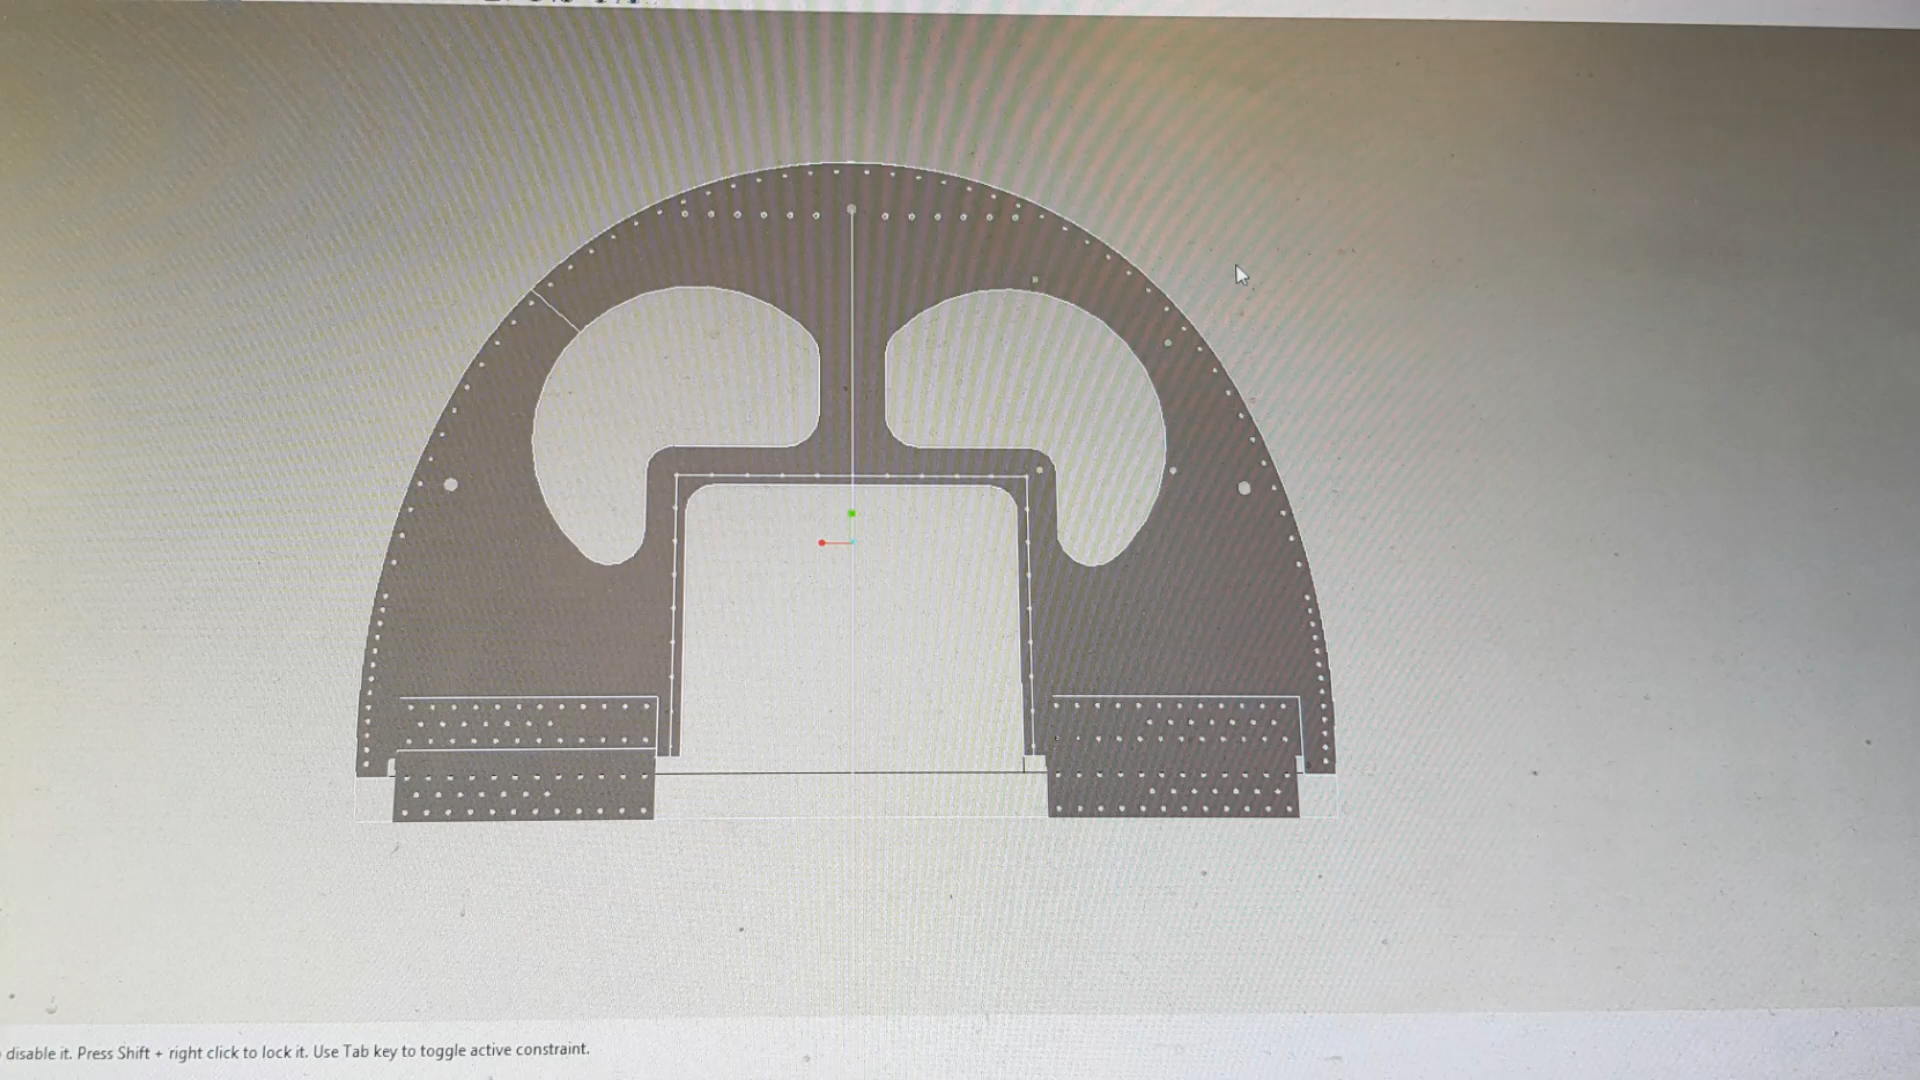 disable it. Press Shift + right click to lock it. Use Tab key to toggle active constraint.